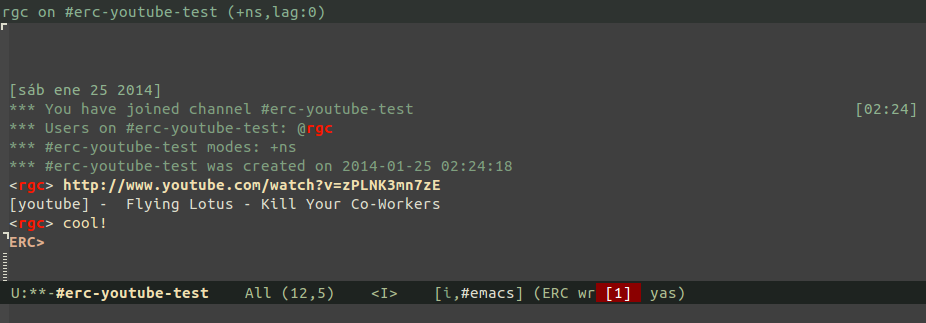 rgc on #erc-youtube-test (+ns,lag:0)
[sáb ene 25 2014]
*** You have joined channel #erc-youtube-test [02:24]
*** Users on #erc-youtube-test: @rgc
*** #erc-youtube-test modes: +ns
*** #erc-youtube-test was created on 2014-01-25 02:24:18
<rgc> http://www.youtube.com/watch?v=zPLNK3mn7zE
[youtube] -  Flying Lotus - Kill Your Co-Workers
<rgc> cool!
ERC>
U:**-#erc-youtube-test    All (12,5)    <I>    [i,#emacs] (ERC wr [1]  yas)